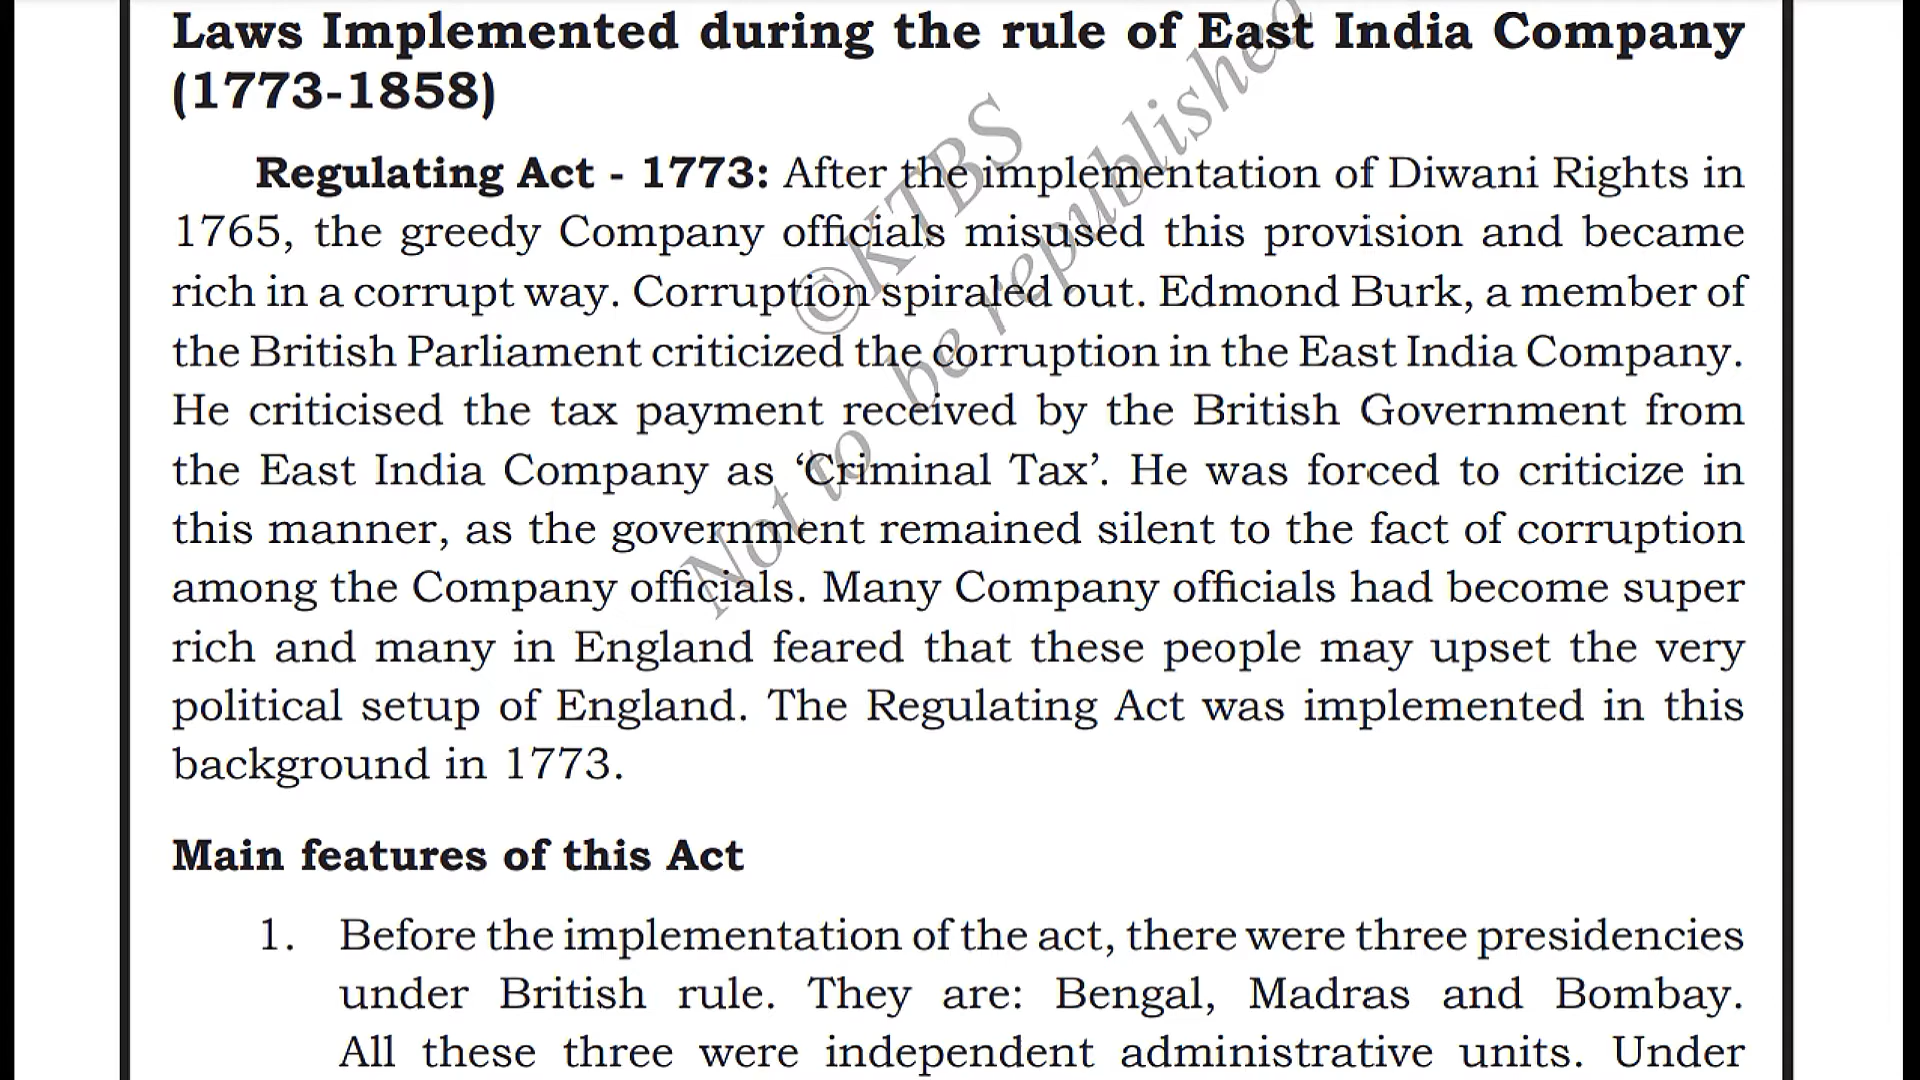 Laws Implemented during the rule of East India Company
(1773-1858)
Regulating Act - 1773: After the implementation of Diwani Rights in
1765, the greedy Company officials misused this provision and became
rich in a corrupt way. Corruption spiraled out. Edmond Burk, a member of
the British Parliament criticized the corruption in the East India Company.
He criticised the tax payment received by the British Government from
the East India Company as ‘Criminal Tax’. He was forced to criticize in
this manner, as the government remained silent to the fact of corruption
among the Company officials. Many Company officials had become super
rich and many in England feared that these people may upset the very
political setup of England. The Regulating Act was implemented in this
background in 1773.
Main features of this Act
1. Before the implementation of the act, there were three presidencies
under British rule. They are: Bengal, Madras and Bombay.
All these three were independent administrative units. Under
©KTBS
Not to be republished